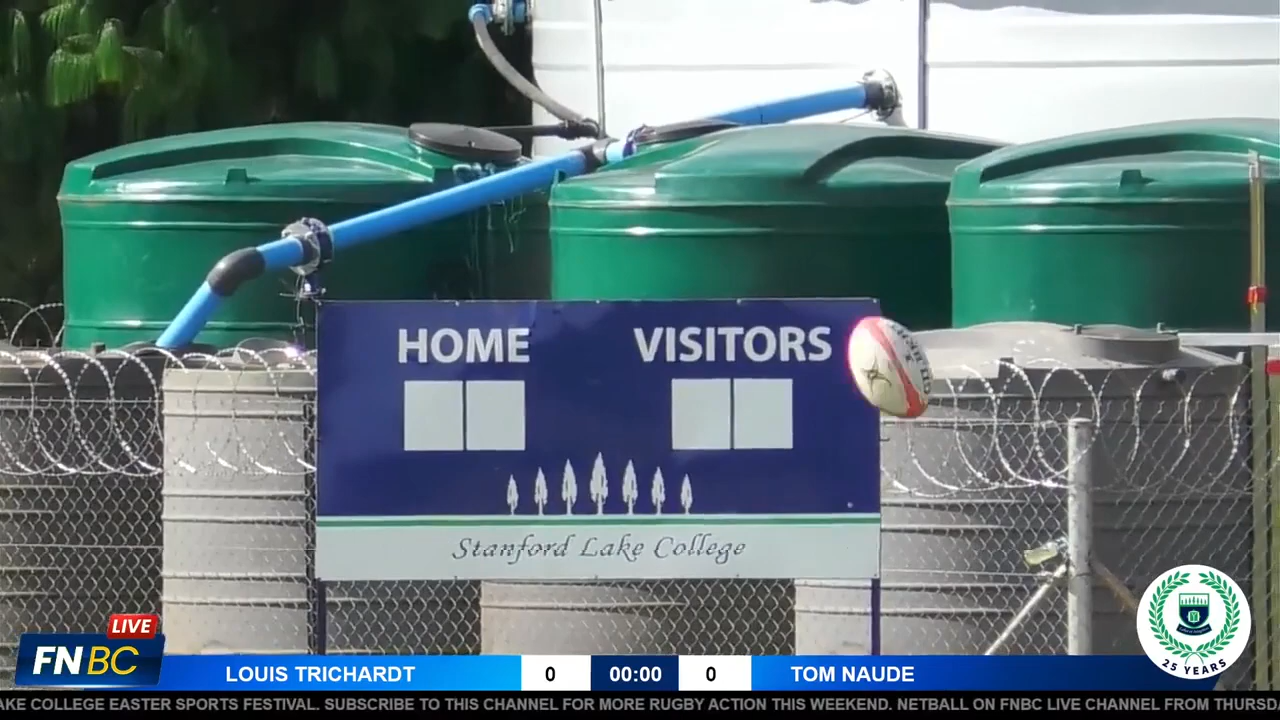 HOME VISITORS
Stanford Lake College
GILBERT
LIVE
FNBC
LOUIS TRICHARDT 0 00:00 0 TOM NAUDE
25 YEARS
AKE COLLEGE EASTER SPORTS FESTIVAL. SUBSCRIBE TO THIS CHANNEL FOR MORE RUGBY ACTION THIS WEEKEND. NETBALL ON FNBC LIVE CHANNEL FROM THURSDA